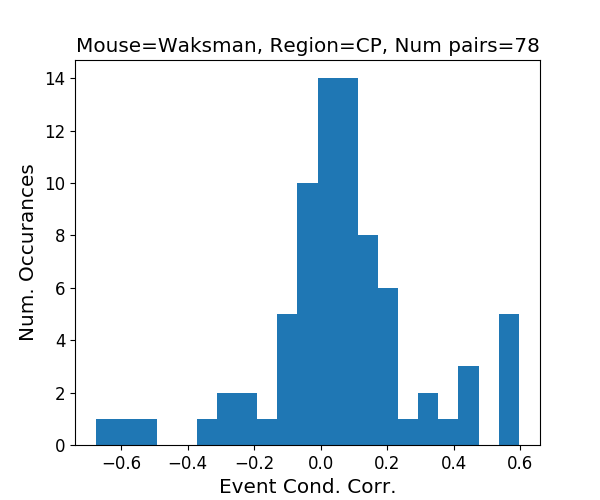 Mouse=Waksman, Region=CP, Num pairs=78
14
12
10
8
6
4
2
0
Num. Occurances
−0.6 −0.4 −0.2 0.0 0.2 0.4 0.6
Event Cond. Corr.